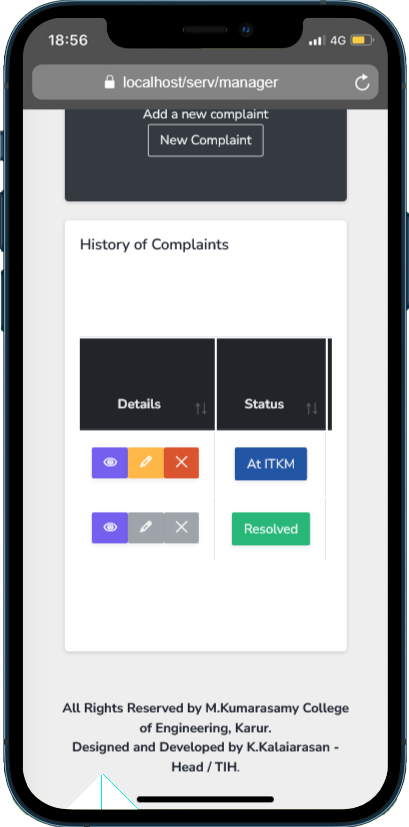 18:56
4G
localhost/serv/manager
Add a new complaint
New Complaint
History of Complaints
Details
Status
At ITKM
Resolved
All Rights Reserved by M.Kumarasamy College
of Engineering, Karur.
Designed and Developed by K.Kalaiarasan -
Head / TIH.